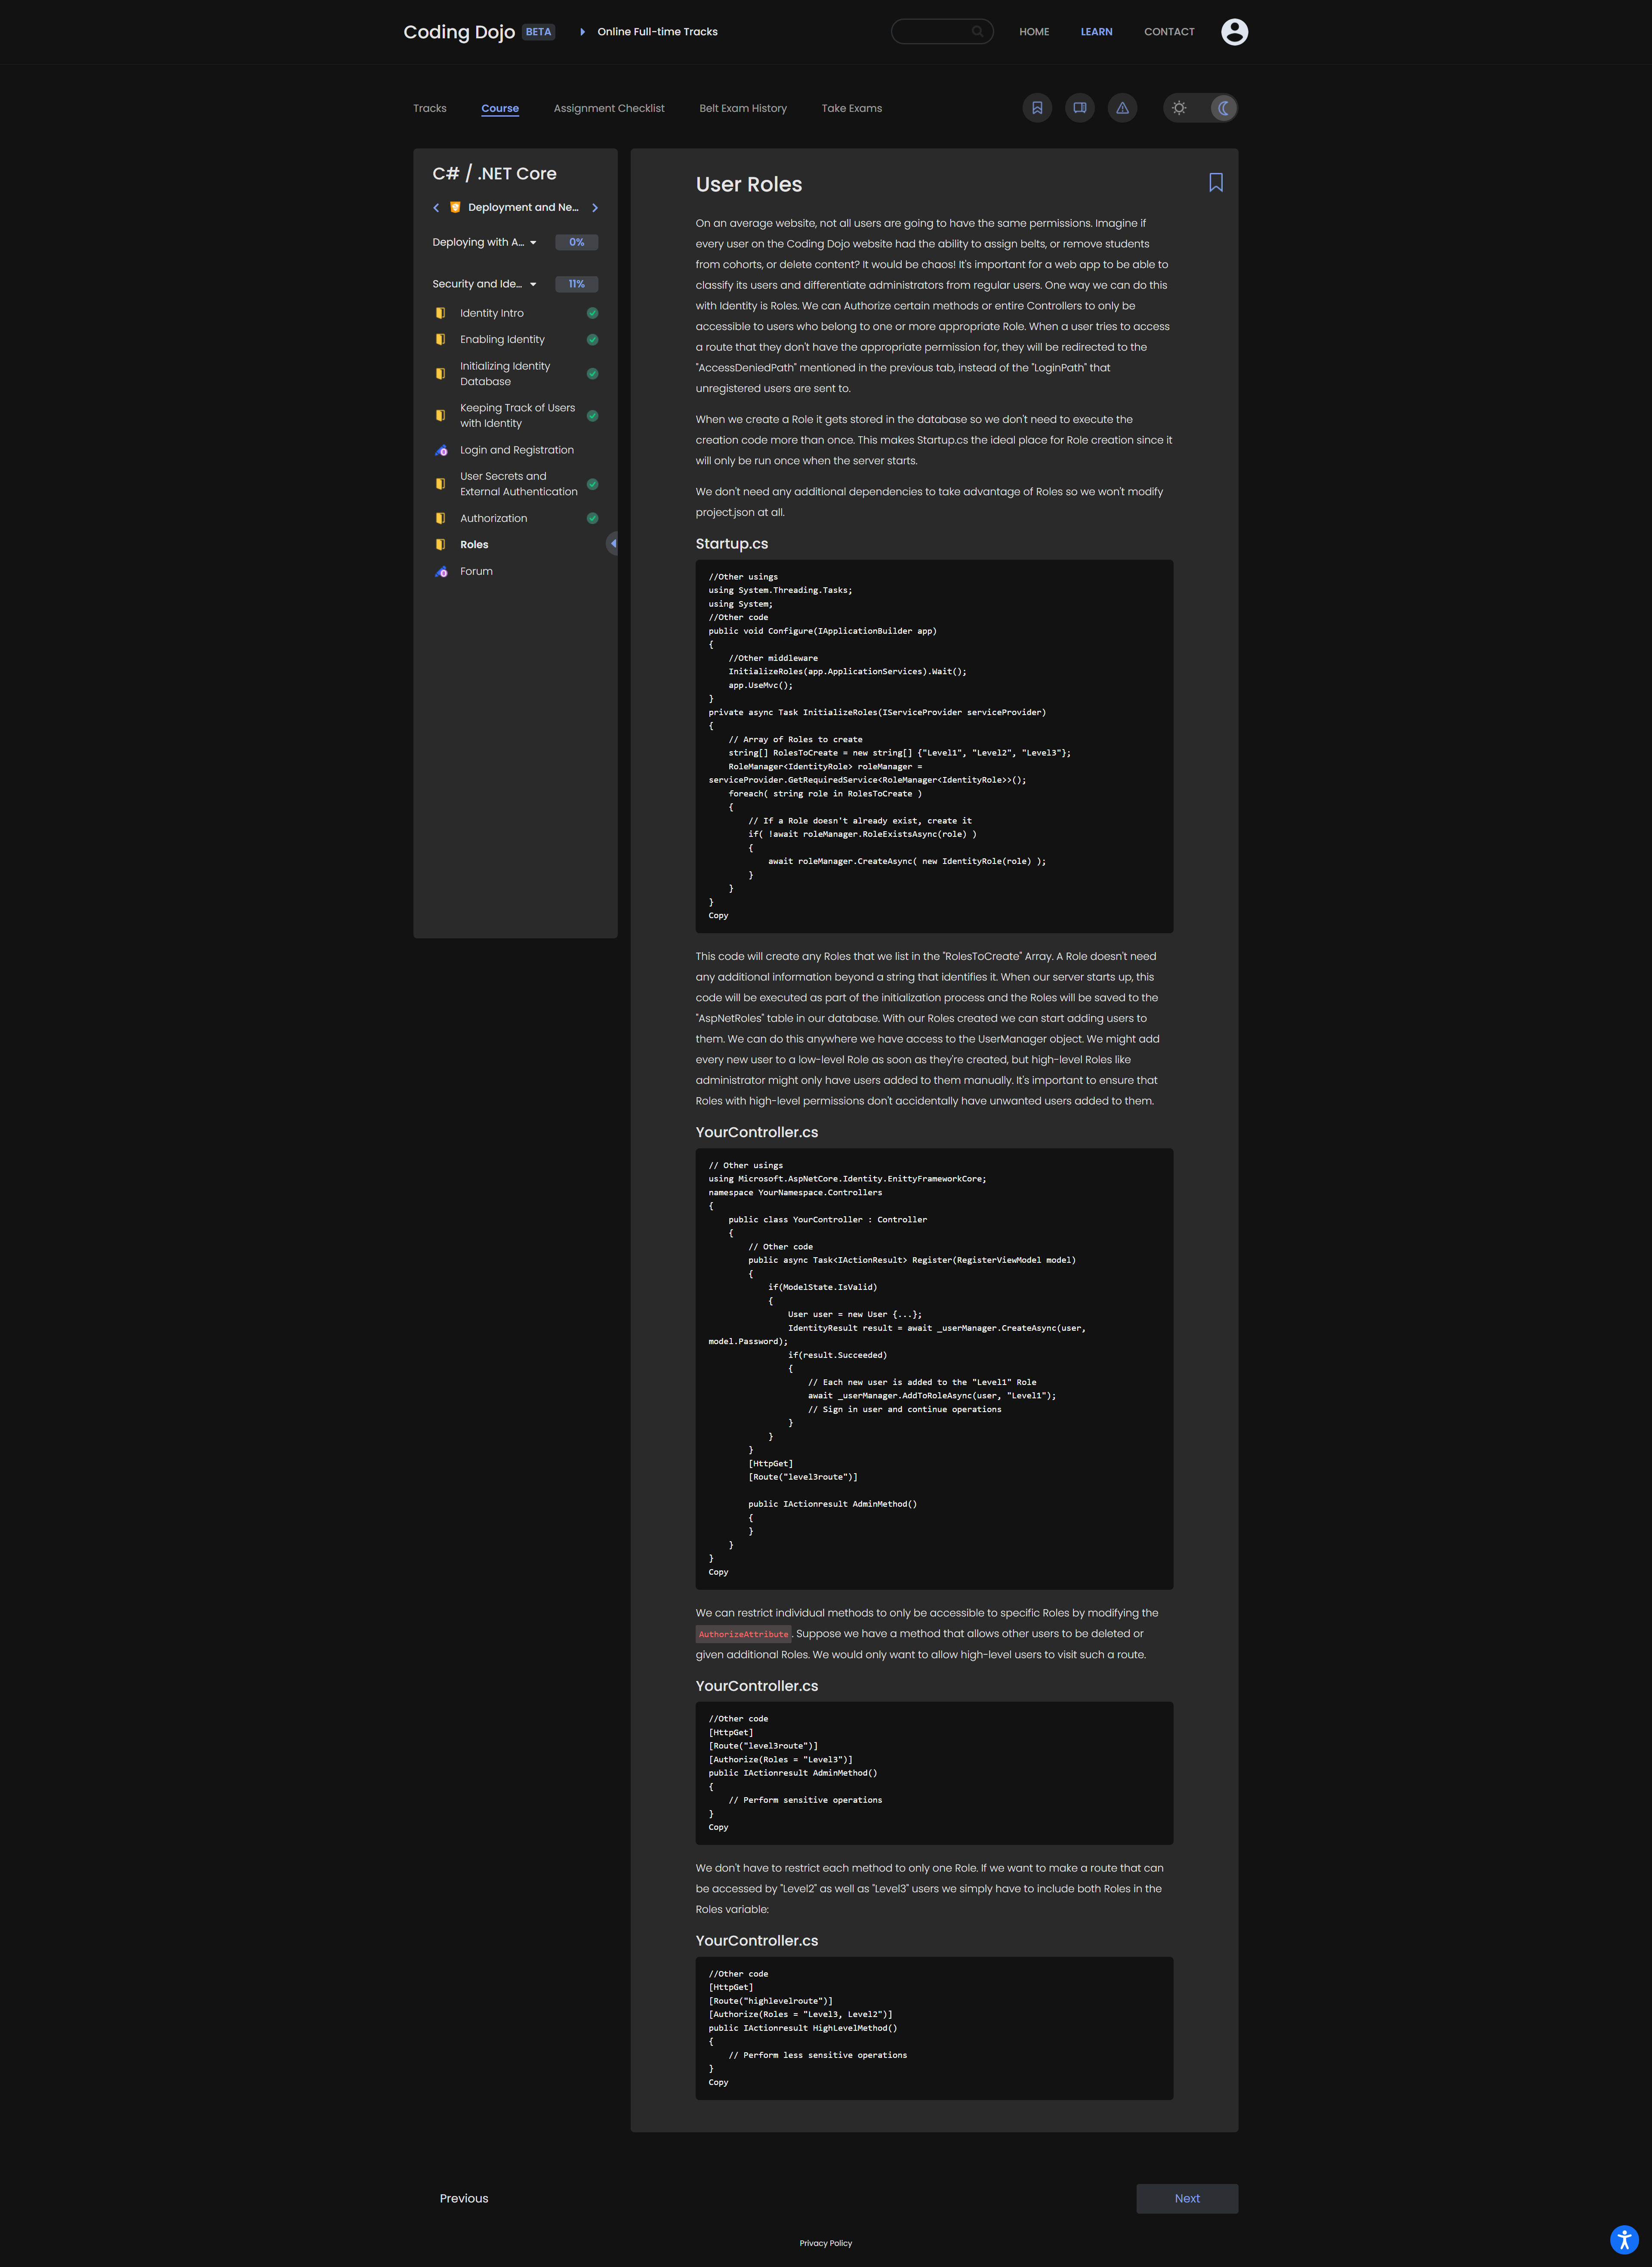 Coding Dojo BETA
Online Full-time Tracks
HOME
LEARN
CONTACT
Tracks
Course
Assignment Checklist
Belt Exam History
Take Exams
C# / .NET Core
Deployment and Ne...
Deploying with A...
0%
Security and Ide...
11%
Identity Intro
Enabling Identity
Initializing Identity
Database
Keeping Track of Users
with Identity
Login and Registration
User Secrets and
External Authentication
Authorization
Roles
Forum
User Roles
On an average website, not all users are going to have the same permissions. Imagine if
every user on the Coding Dojo website had the ability to assign belts, or remove students
from cohorts, or delete content? It would be chaos! It's important for a web app to be able to
classify its users and differentiate administrators from regular users. One way we can do this
with Identity is Roles. We can Authorize certain methods or entire Controllers to only be
accessible to users who belong to one or more appropriate Role. When a user tries to access
a route that they don't have the appropriate permission for, they will be redirected to the
"AccessDeniedPath" mentioned in the previous tab, instead of the "LoginPath" that
unregistered users are sent to.
When we create a Role it gets stored in the database so we don't need to execute the
creation code more than once. This makes Startup.cs the ideal place for Role creation since it
will only be run once when the server starts.
We don't need any additional dependencies to take advantage of Roles so we won't modify
project.json at all.
Startup.cs
//Other usings
using System.Threading.Tasks;
using System;
//Other code
public void Configure(IApplicationBuilder app)
{
    //Other middleware
    InitializeRoles(app.ApplicationServices).Wait();
    app.UseMvc();
}
private async Task InitializeRoles(IServiceProvider serviceProvider)
{
    // Array of Roles to create
    string[] RolesToCreate = new string[] {"Level1", "Level2", "Level3"};
    RoleManager<IdentityRole> roleManager =
serviceProvider.GetRequiredService<RoleManager<IdentityRole>>();
    foreach( string role in RolesToCreate )
    {
        // If a Role doesn't already exist, create it
        if( !await roleManager.RoleExistsAsync(role) )
        {
            await roleManager.CreateAsync( new IdentityRole(role) );
        }
    }
}
Copy
This code will create any Roles that we list in the "RolesToCreate" Array. A Role doesn't need
any additional information beyond a string that identifies it. When our server starts up, this
code will be executed as part of the initialization process and the Roles will be saved to the
"AspNetRoles" table in our database. With our Roles created we can start adding users to
them. We can do this anywhere we have access to the UserManager object. We might add
every new user to a low-level Role as soon as they're created, but high-level Roles like
administrator might only have users added to them manually. It's important to ensure that
Roles with high-level permissions don't accidentally have unwanted users added to them.
YourController.cs
// Other usings
using Microsoft.AspNetCore.Identity.EnittyFrameworkCore;
namespace YourNamespace.Controllers
{
    public class YourController : Controller
    {
        // Other code
        public async Task<IActionResult> Register(RegisterViewModel model)
        {
            if(ModelState.IsValid)
            {
                User user = new User {...};
                IdentityResult result = await _userManager.CreateAsync(user,
model.Password);
                if(result.Succeeded)
                {
                    // Each new user is added to the "Level1" Role
                    await _userManager.AddToRoleAsync(user, "Level1");
                    // Sign in user and continue operations
                }
            }
        }
        [HttpGet]
        [Route("level3route")]
        public IActionresult AdminMethod()
        {
        }
    }
}
Copy
We can restrict individual methods to only be accessible to specific Roles by modifying the
AuthorizeAttribute. Suppose we have a method that allows other users to be deleted or
given additional Roles. We would only want to allow high-level users to visit such a route.
YourController.cs
//Other code
[HttpGet]
[Route("level3route")]
[Authorize(Roles = "Level3")]
public IActionresult AdminMethod()
{
    // Perform sensitive operations
}
Copy
We don't have to restrict each method to only one Role. If we want to make a route that can
be accessed by "Level2" as well as "Level3" users we simply have to include both Roles in the
Roles variable:
YourController.cs
//Other code
[HttpGet]
[Route("highlevelroute")]
[Authorize(Roles = "Level3, Level2")]
public IActionresult HighLevelMethod()
{
    // Perform less sensitive operations
}
Copy
Previous
Next
Privacy Policy